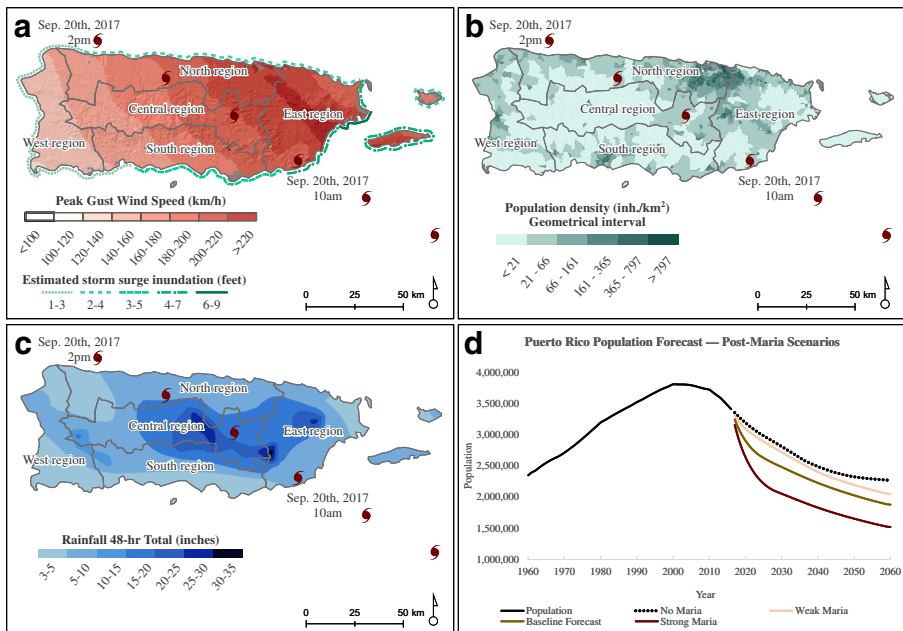 a
Sep. 20th, 2017
2pm
North region
Central region
East region
West region
South region
Sep. 20th, 2017
10am
Peak Gust Wind Speed (km/h)
<100
100-120
120-140
140-160
160-180
180-200
200-220
>220
Estimated storm surge inundation (feet)
1-3
2-4
3-5
4-7
6-9
0 25 50 km
b
Sep. 20th, 2017
2pm
North region
Central region
East region
West region
South region
Sep. 20th, 2017
10am
Population density (inh./km²)
Geometrical interval
< 21
21 - 66
66 - 161
161 - 365
365 - 797
> 797
0 25 50 km
c
Sep. 20th, 2017
2pm
North region
Central region
East region
West region
South region
Sep. 20th, 2017
10am
Rainfall 48-hr Total (inches)
3-5
5-10
10-15
15-20
20-25
25-30
30-35
0 25 50 km
d
Puerto Rico Population Forecast — Post-Maria Scenarios
4,000,000
3,500,000
3,000,000
2,500,000
2,000,000
1,500,000
1,000,000
Population
1960 1970 1980 1990 2000 2010 2020 2030 2040 2050 2060
Year
Population
No Maria
Weak Maria
Baseline Forecast
Strong Maria